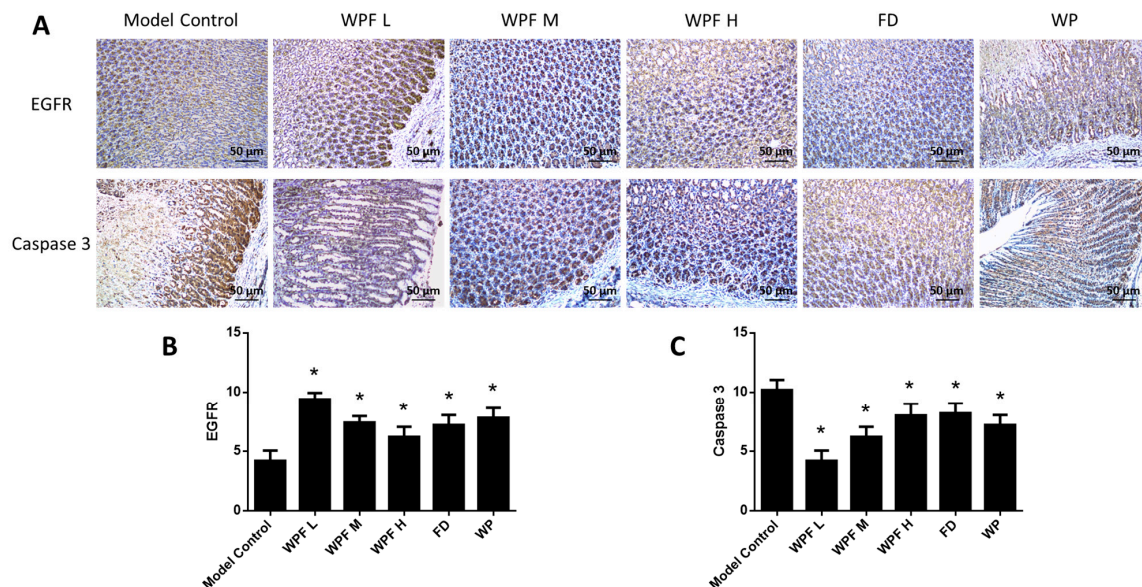 A
Model Control WPF L WPF M WPF H FD WP
EGFR
50 µm 50 µm 50 µm 50 µm 50 µm 50 µm
Caspase 3
50 µm 50 µm 50 µm 50 µm 50 µm 50 µm
B
EGFR
15
10
5
0
* * * * *
Model Control WPF L WPF M WPF H FD WP
C
Caspase 3
15
10
5
0
* * * * *
Model Control WPF L WPF M WPF H FD WP